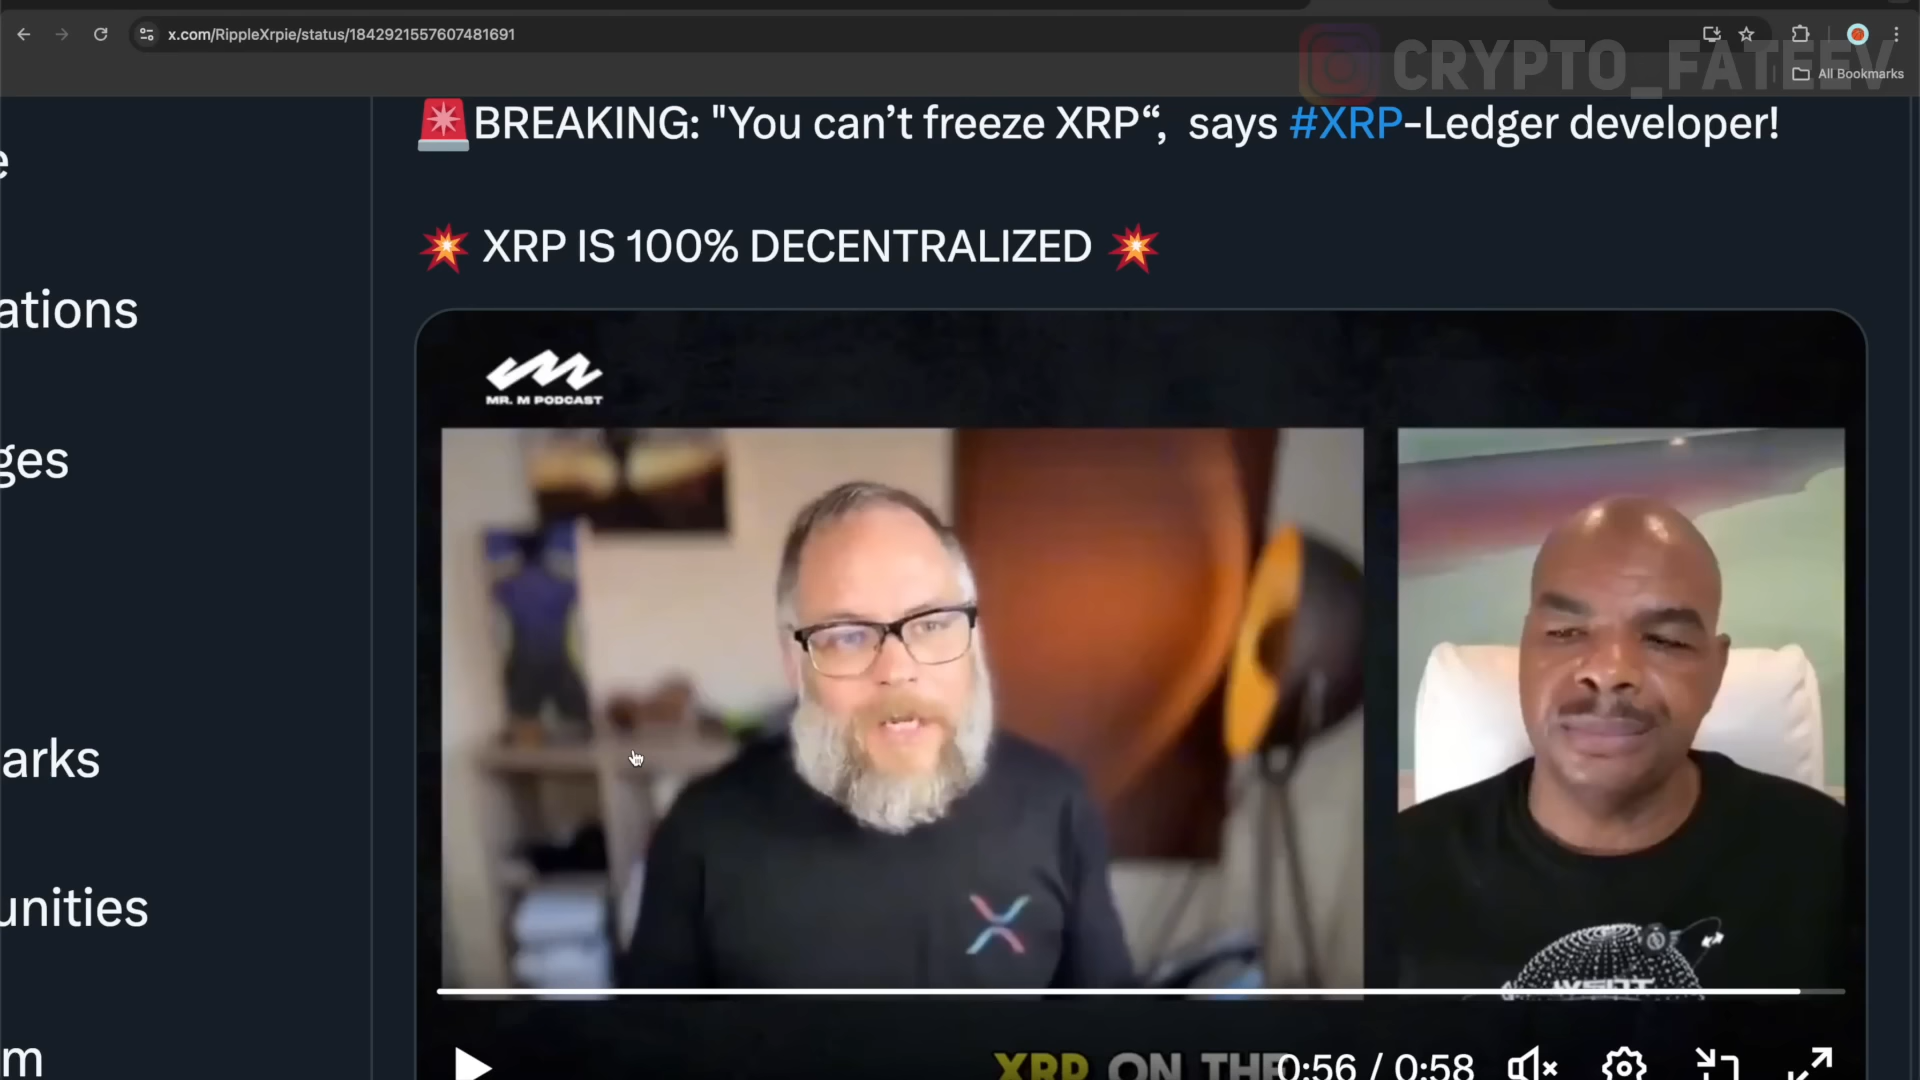 x.com/RippleXrpie/status/1842921557607481691
CRYPTO_FATEEV
All Bookmarks
🚨BREAKING: "You can’t freeze XRP“, says #XRP-Ledger developer!
e
💥 XRP IS 100% DECENTRALIZED 💥
ations
MR. M PODCAST
ges
arks
unities
m
XRP ON THE
0:56 / 0:58